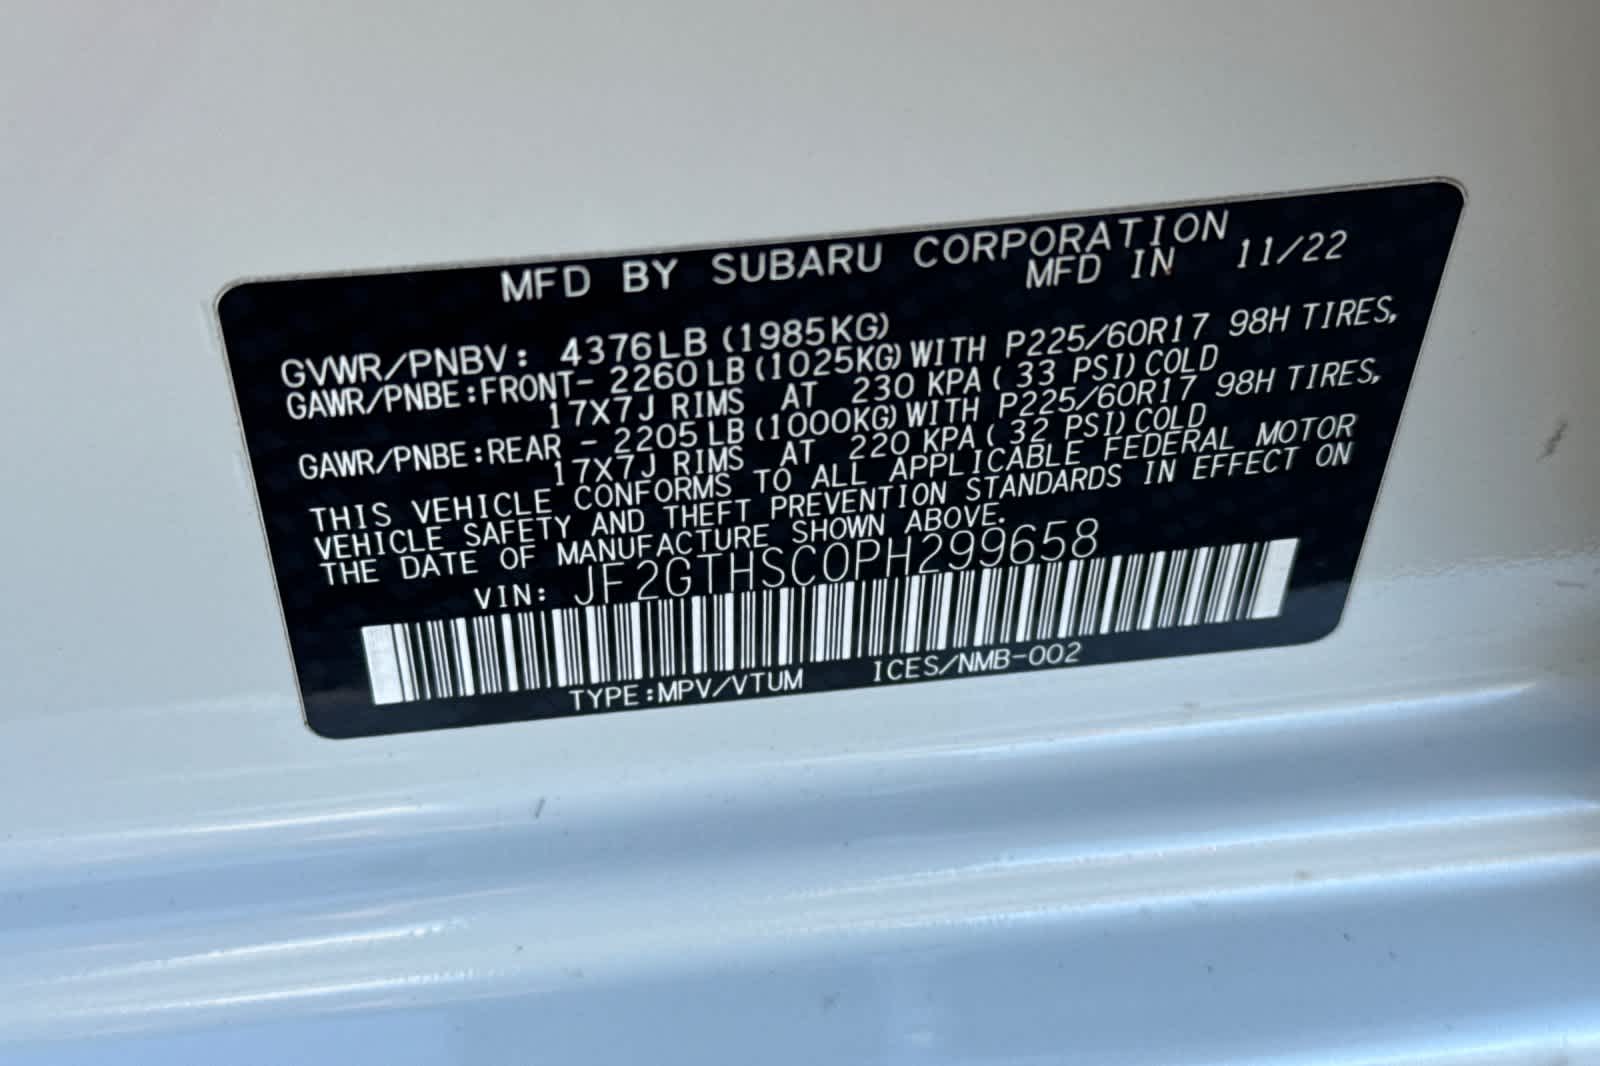 MFD BY SUBARU CORPORATION
MFD IN 11/22
GVWR/PNBV: 4376LB (1985KG)
GAWR/PNBE:FRONT- 2260LB (1025KG)WITH P225/60R17 98H TIRES,
17X7J RIMS AT 230 KPA( 33 PSI)COLD
GAWR/PNBE:REAR - 2205LB (1000KG)WITH P225/60R17 98H TIRES,
17X7J RIMS AT 220 KPA( 32 PSI)COLD
THIS VEHICLE CONFORMS TO ALL APPLICABLE FEDERAL MOTOR
VEHICLE SAFETY AND THEFT PREVENTION STANDARDS IN EFFECT ON
THE DATE OF MANUFACTURE SHOWN ABOVE.
VIN: JF2GTHSC0PH299658
TYPE:MPV/VTUM ICES/NMB-002